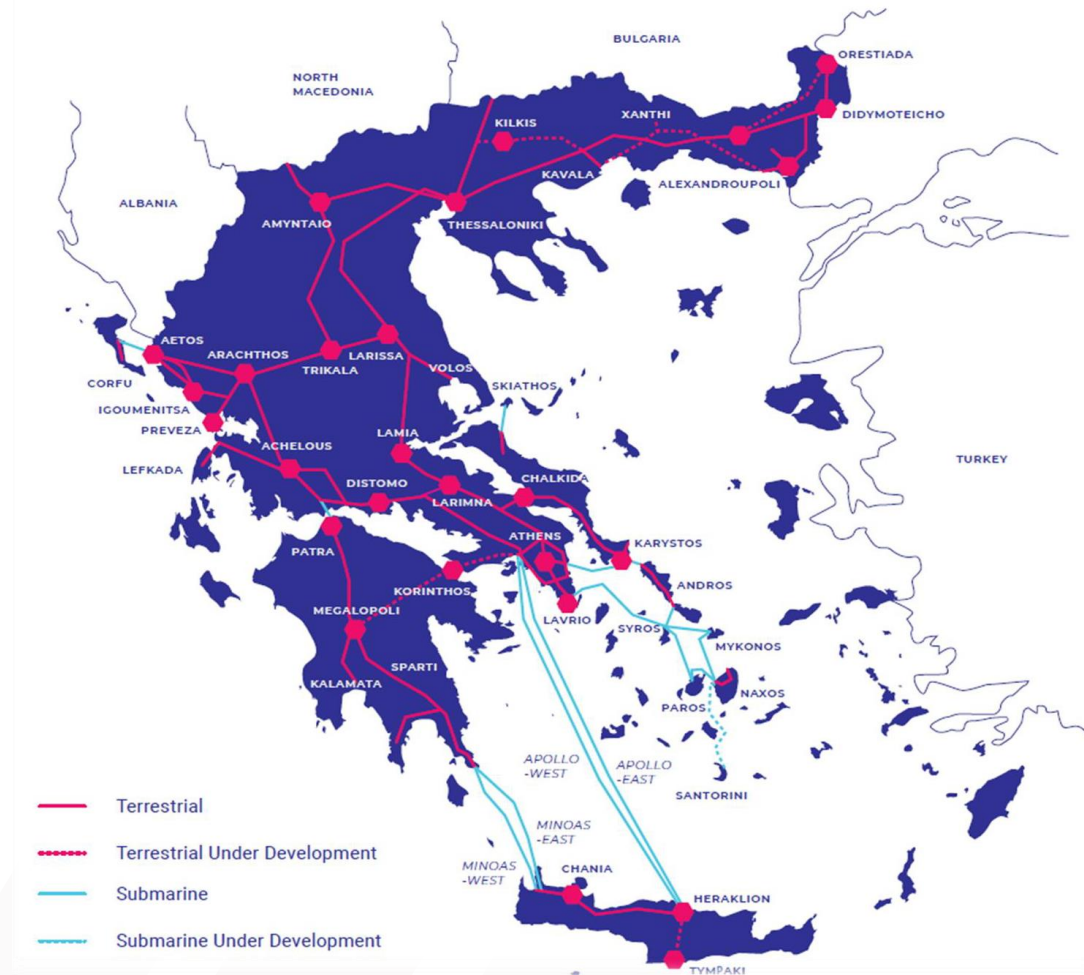 BULGARIA
ORESTIADA
NORTH
MACEDONIA
XANTHI
KILKIS
DIDYMOTEICHO
KAVALA
ALEXANDROUPOLI
ALBANIA
AMYNTAIO
THESSALONIKI
AETOS
ARACHTHOS
TRIKALA
LARISSA
VOLOS
CORFU
SKIATHOS
IGOUMENITSA
PREVEZA
LAMIA
ACHELOUS
LEFKADA
TURKEY
DISTOMO
CHALKIDA
LARIMNA
ATHENS
KARYSTOS
PATRA
ANDROS
KORINTHOS
MEGALOPOLI
LAVRIO
SYROS
MYKONOS
SPARTI
KALAMATA
NAXOS
PAROS
APOLLO
-WEST
APOLLO
-EAST
SANTORINI
MINOAS
-EAST
MINOAS
-WEST
CHANIA
HERAKLION
TYMPAKI
Terrestrial
Terrestrial Under Development
Submarine
Submarine Under Development